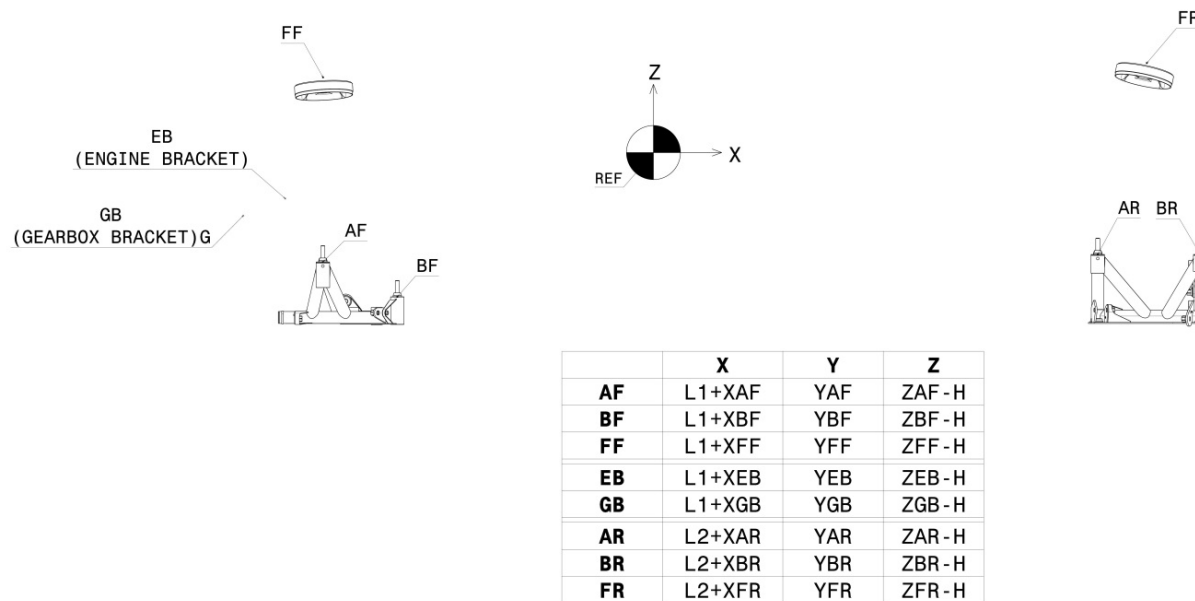 FF
EB
(ENGINE BRACKET)
GB
(GEARBOX BRACKET)G
AF
BF
Z
X
REF
FR
AR BR
X Y Z
AF L1+XAF YAF ZAF-H
BF L1+XBF YBF ZBF-H
FF L1+XFF YFF ZFF-H
EB L1+XEB YEB ZEB-H
GB L1+XGB YGB ZGB-H
AR L2+XAR YAR ZAR-H
BR L2+XBR YBR ZBR-H
FR L2+XFR YFR ZFR-H